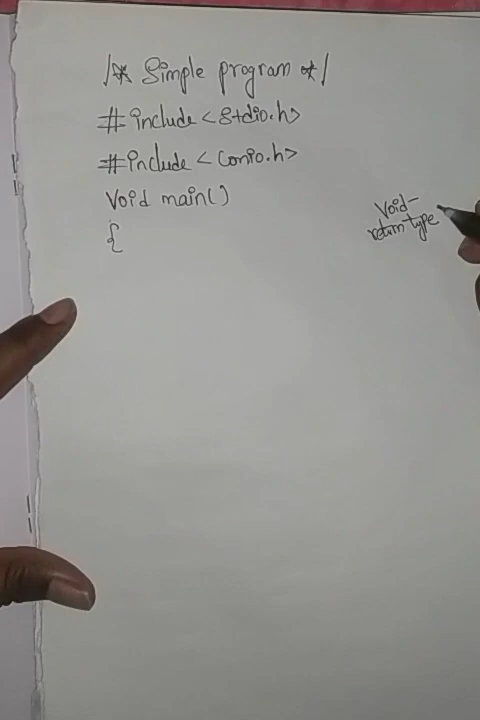 /* Simple program */
#include <stdio.h>
#include <conio.h>
Void main()
{
Void-
return type